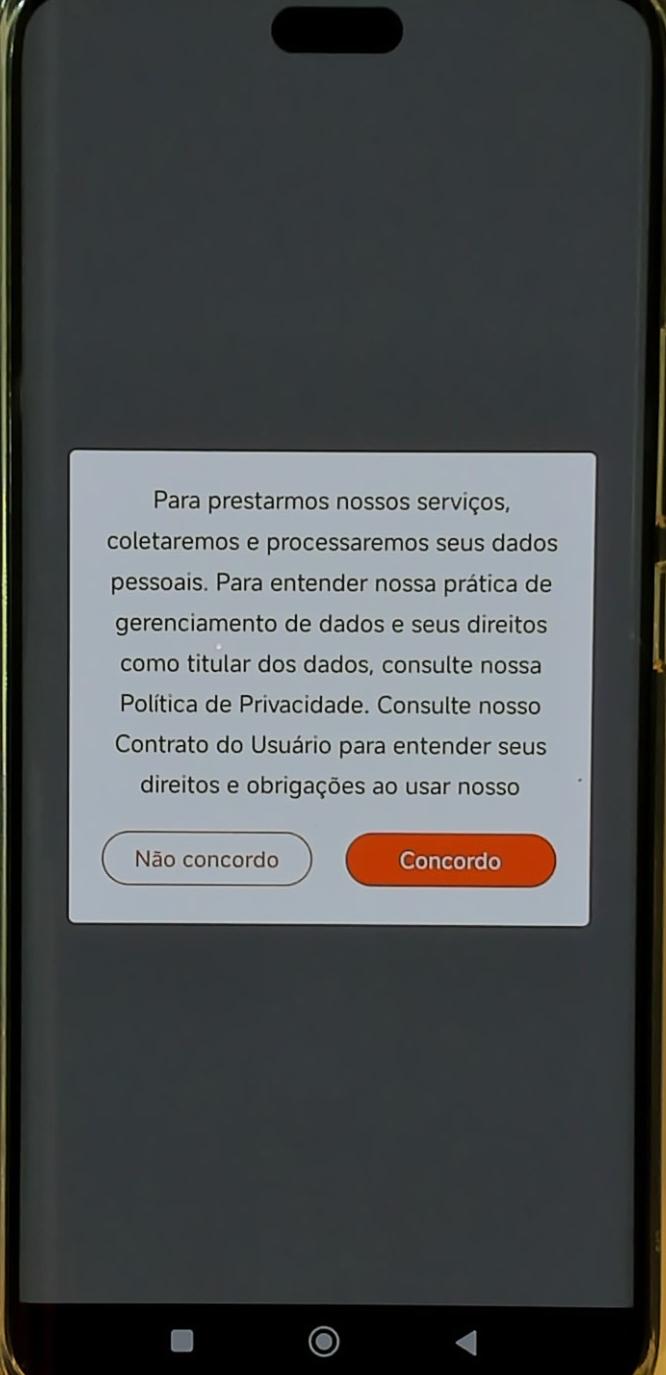 Para prestarmos nossos serviços,
coletaremos e processaremos seus dados
pessoais. Para entender nossa prática de
gerenciamento de dados e seus direitos
como titular dos dados, consulte nossa
Política de Privacidade. Consulte nosso
Contrato do Usuário para entender seus
direitos e obrigações ao usar nosso
Não concordo
Concordo